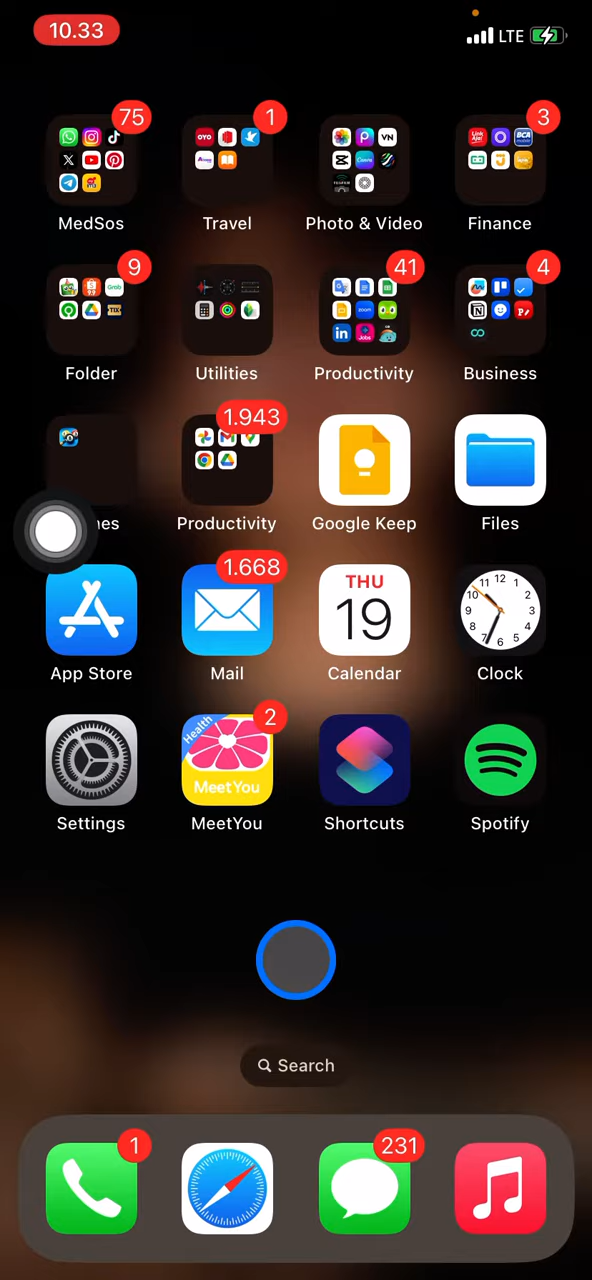 10.33
LTE
75
1
3
MedSos
Travel
Photo & Video
Finance
9
41
4
Folder
Utilities
Productivity
Business
1.943
Productivity
Google Keep
Files
1.668
THU
19
App Store
Mail
Calendar
Clock
2
Health
MeetYou
Settings
MeetYou
Shortcuts
Spotify
Search
1
231